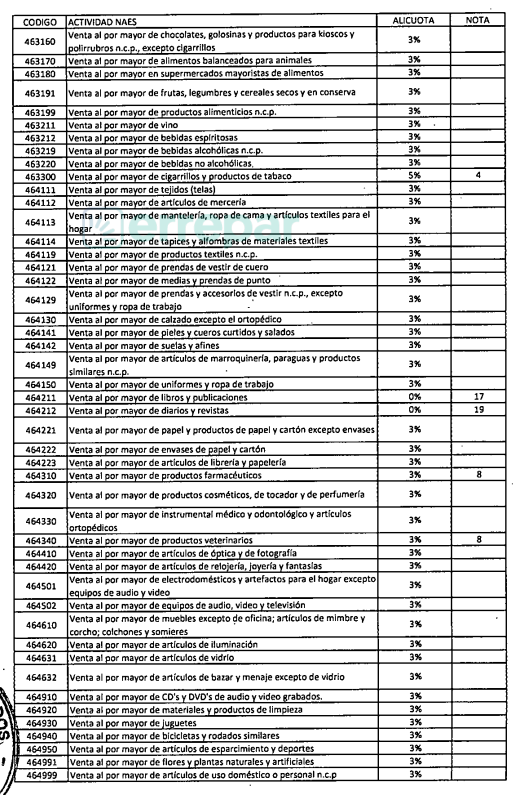 CODIGO ACTIVIDAD NAES ALICUOTA NOTA
463160 Venta al por mayor de chocolates, golosinas y productos para kioscos y
polirrubros n.c.p., excepto cigarrillos 3%
463170 Venta al por mayor de alimentos balanceados para animales 3%
463180 Venta al por mayor en supermercados mayoristas de alimentos 3%
463191 Venta al por mayor de frutas, legumbres y cereales secos y en conserva 3%
463199 Venta al por mayor de productos alimenticios n.c.p. 3%
463211 Venta al por mayor de vino 3%
463212 Venta al por mayor de bebidas espiritosas 3%
463219 Venta al por mayor de bebidas alcohólicas n.c.p. 3%
463220 Venta al por mayor de bebidas no alcohólicas. 3%
463300 Venta al por mayor de cigarrillos y productos de tabaco 5% 4
464111 Venta al por mayor de tejidos (telas) 3%
464112 Venta al por mayor de artículos de mercería 3%
464113 Venta al por mayor de mantelería, ropa de cama y artículos textiles para el
hogar 3%
errepar
464114 Venta al por mayor de tapices y alfombras de materiales textiles 3%
464119 Venta al por mayor de productos textiles n.c.p. 3%
464121 Venta al por mayor de prendas de vestir de cuero 3%
464122 Venta al por mayor de medias y prendas de punto 3%
464129 Venta al por mayor de prendas y accesorios de vestir n.c.p., excepto
uniformes y ropa de trabajo 3%
464130 Venta al por mayor de calzado excepto el ortopédico 3%
464141 Venta al por mayor de pieles y cueros curtidos y salados 3%
464142 Venta al por mayor de suelas y afines 3%
464149 Venta al por mayor de artículos de marroquinería, paraguas y productos
similares n.c.p. 3%
464150 Venta al por mayor de uniformes y ropa de trabajo 3%
464211 Venta al por mayor de libros y publicaciones 0% 17
464212 Venta al por mayor de diarios y revistas 0% 19
464221 Venta al por mayor de papel y productos de papel y cartón excepto envases 3%
464222 Venta al por mayor de envases de papel y cartón 3%
464223 Venta al por mayor de artículos de librería y papelería 3%
464310 Venta al por mayor de productos farmacéuticos 3% 8
464320 Venta al por mayor de productos cosméticos, de tocador y de perfumería 3%
464330 Venta al por mayor de instrumental médico y odontológico y artículos
ortopédicos 3%
464340 Venta al por mayor de productos veterinarios 3% 8
464410 Venta al por mayor de artículos de óptica y de fotografía 3%
464420 Venta al por mayor de artículos de relojería, joyería y fantasías 3%
464501 Venta al por mayor de electrodomésticos y artefactos para el hogar excepto
equipos de audio y video 3%
464502 Venta al por mayor de equipos de audio, video y televisión 3%
464610 Venta al por mayor de muebles excepto de oficina; artículos de mimbre y
corcho; colchones y somieres 3%
464620 Venta al por mayor de artículos de iluminación 3%
464631 Venta al por mayor de artículos de vidrio 3%
464632 Venta al por mayor de artículos de bazar y menaje excepto de vidrio 3%
464910 Venta al por mayor de CD's y DVD's de audio y video grabados. 3%
464920 Venta al por mayor de materiales y productos de limpieza 3%
464930 Venta al por mayor de juguetes 3%
464940 Venta al por mayor de bicicletas y rodados similares 3%
464950 Venta al por mayor de artículos de esparcimiento y deportes 3%
464991 Venta al por mayor de flores y plantas naturales y artificiales 3%
464999 Venta al por mayor de artículos de uso doméstico o personal n.c.p 3%